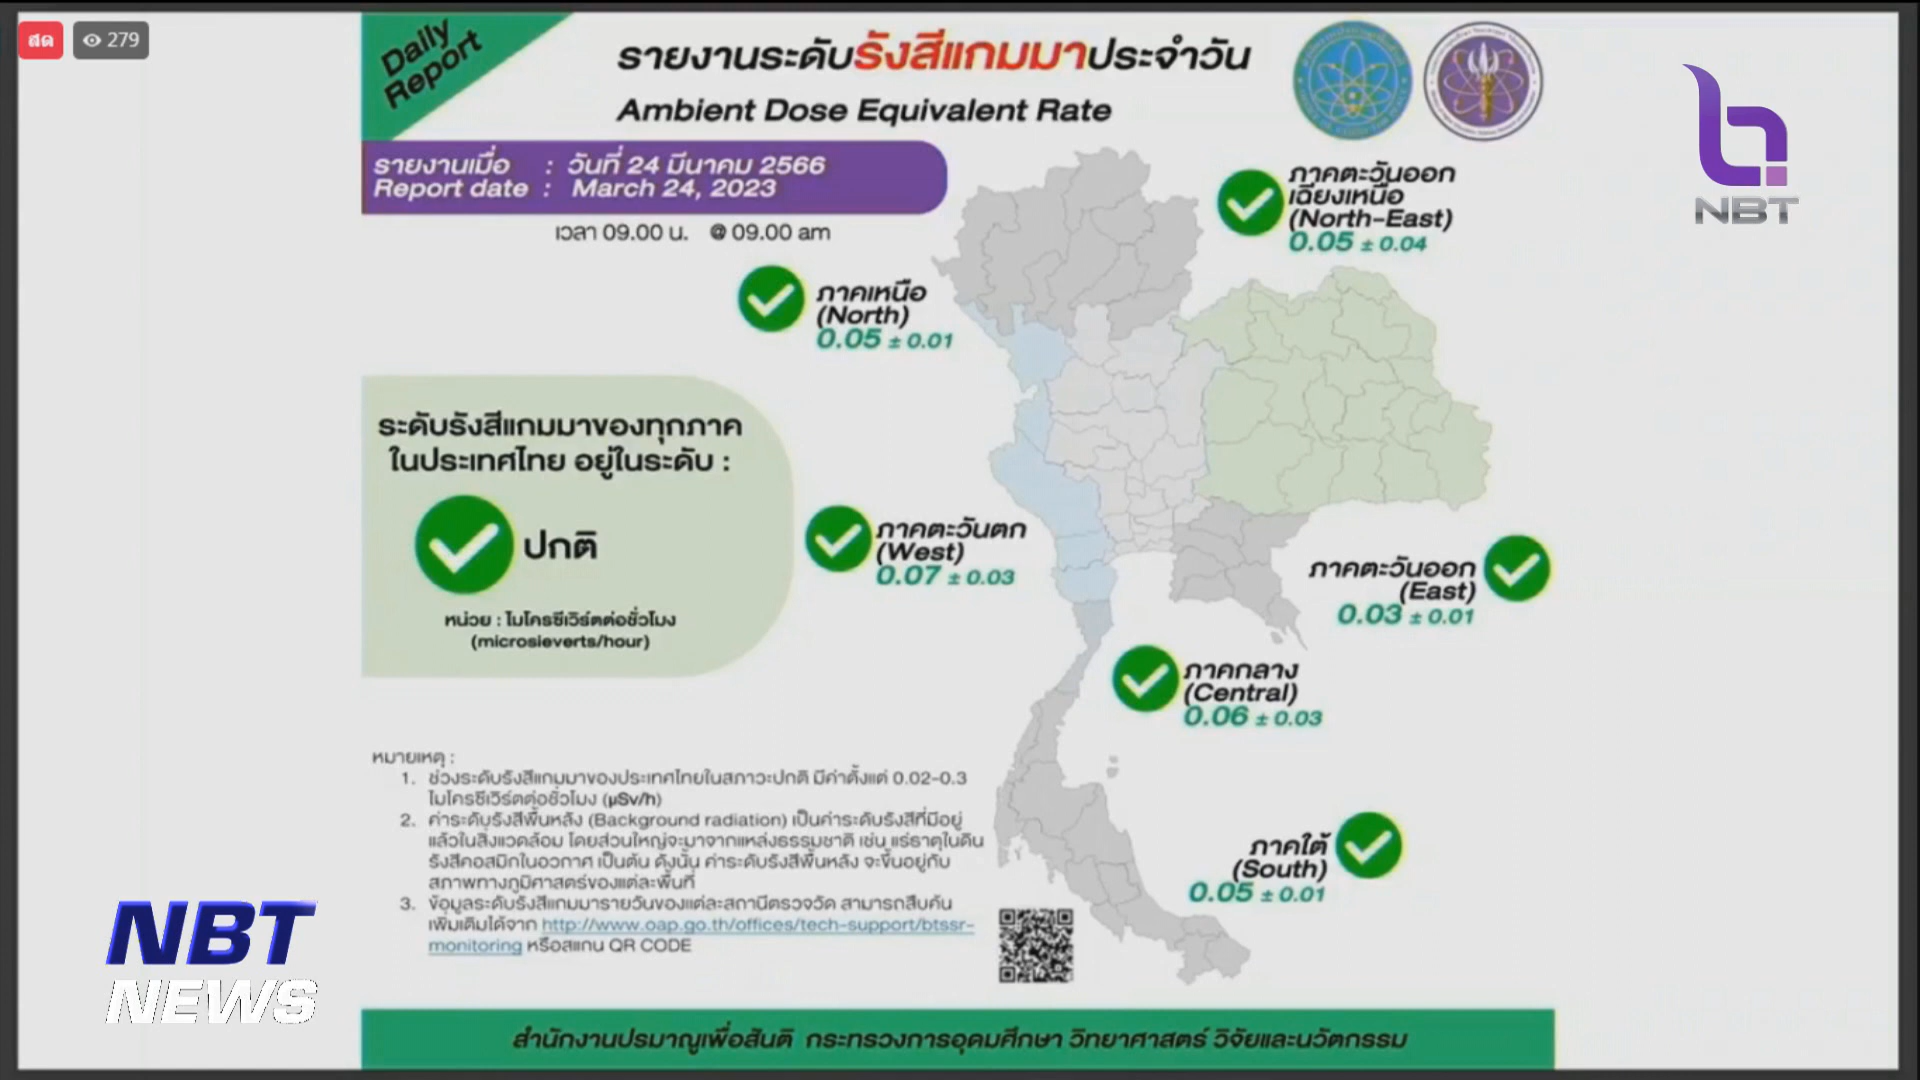 สด 279
Daily
Report
รายงานระดับรังสีแกมมาประจำวัน
Ambient Dose Equivalent Rate
รายงานเมื่อ : วันที่ 24 มีนาคม 2566
Report date : March 24, 2023
เวลา 09.00 น. @ 09.00 am
NBT
ภาคตะวันออก
เฉียงเหนือ
(North-East)
0.05 ± 0.04
ภาคเหนือ
(North)
0.05 ± 0.01
ระดับรังสีแกมมาของทุกภาค
ในประเทศไทย อยู่ในระดับ :
ปกติ
หน่วย : ไมโครซีเวิร์ตต่อชั่วโมง
(microsieverts/hour)
ภาคตะวันตก
(West)
0.07 ± 0.03
ภาคตะวันออก
(East)
0.03 ± 0.01
ภาคกลาง
(Central)
0.06 ± 0.03
ภาคใต้
(South)
0.05 ± 0.01
หมายเหตุ :
1. ช่วงระดับรังสีแกมมาของประเทศไทยในสภาวะปกติ มีค่าตั้งแต่ 0.02-0.3
ไมโครซีเวิร์ตต่อชั่วโมง (µSv/h)
2. ค่าระดับรังสีพื้นหลัง (Background radiation) เป็นค่าระดับรังสีที่มีอยู่
แล้วในสิ่งแวดล้อม โดยส่วนใหญ่จะมาจากแหล่งธรรมชาติ เช่น แร่ธาตุในดิน
รังสีคอสมิกในอวกาศ เป็นต้น ดังนั้น ค่าระดับรังสีพื้นหลัง จะขึ้นอยู่กับ
สภาพทางภูมิศาสตร์ของแต่ละพื้นที่
3. ข้อมูลระดับรังสีแกมมารายวันของแต่ละสถานีตรวจวัด สามารถสืบค้น
เพิ่มเติมได้จาก http://www.oap.go.th/offices/tech-support/btssr-
monitoring หรือสแกน QR CODE
NBT
NEWS
สำนักงานปรมาณูเพื่อสันติ กระทรวงการอุดมศึกษา วิทยาศาสตร์ วิจัยและนวัตกรรม